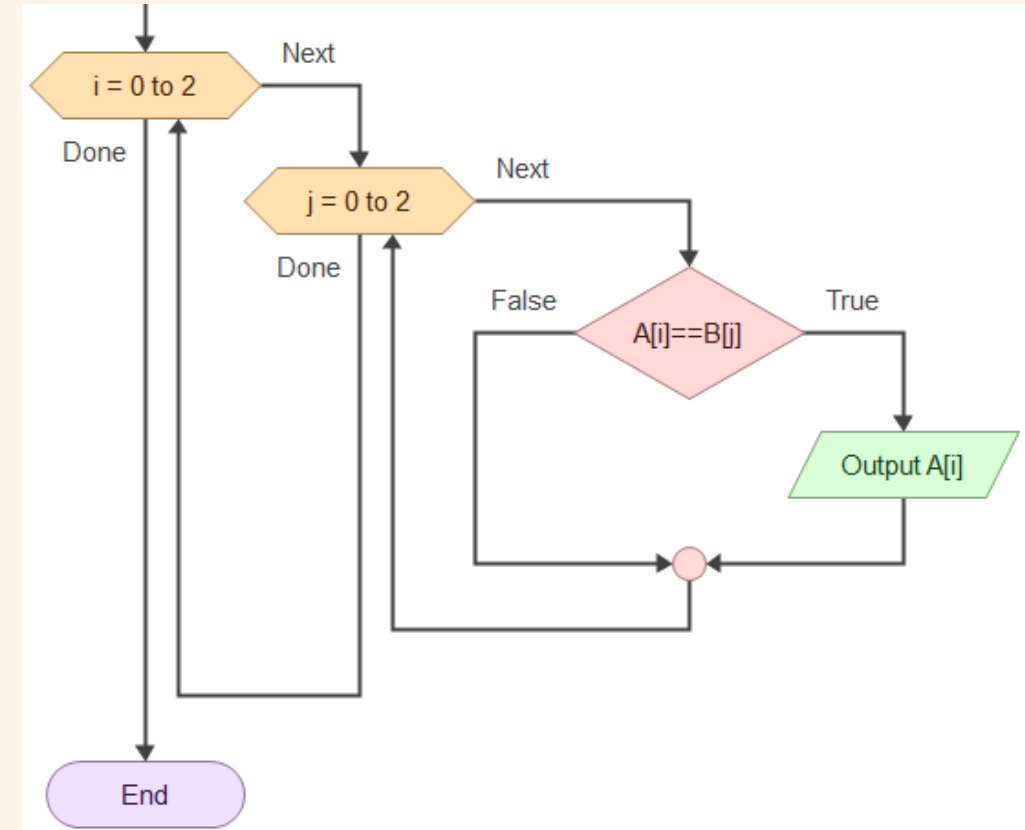 Next
i = 0 to 2
Done
Next
j = 0 to 2
Done
False
True
A[i]==B[j]
Output A[i]
End